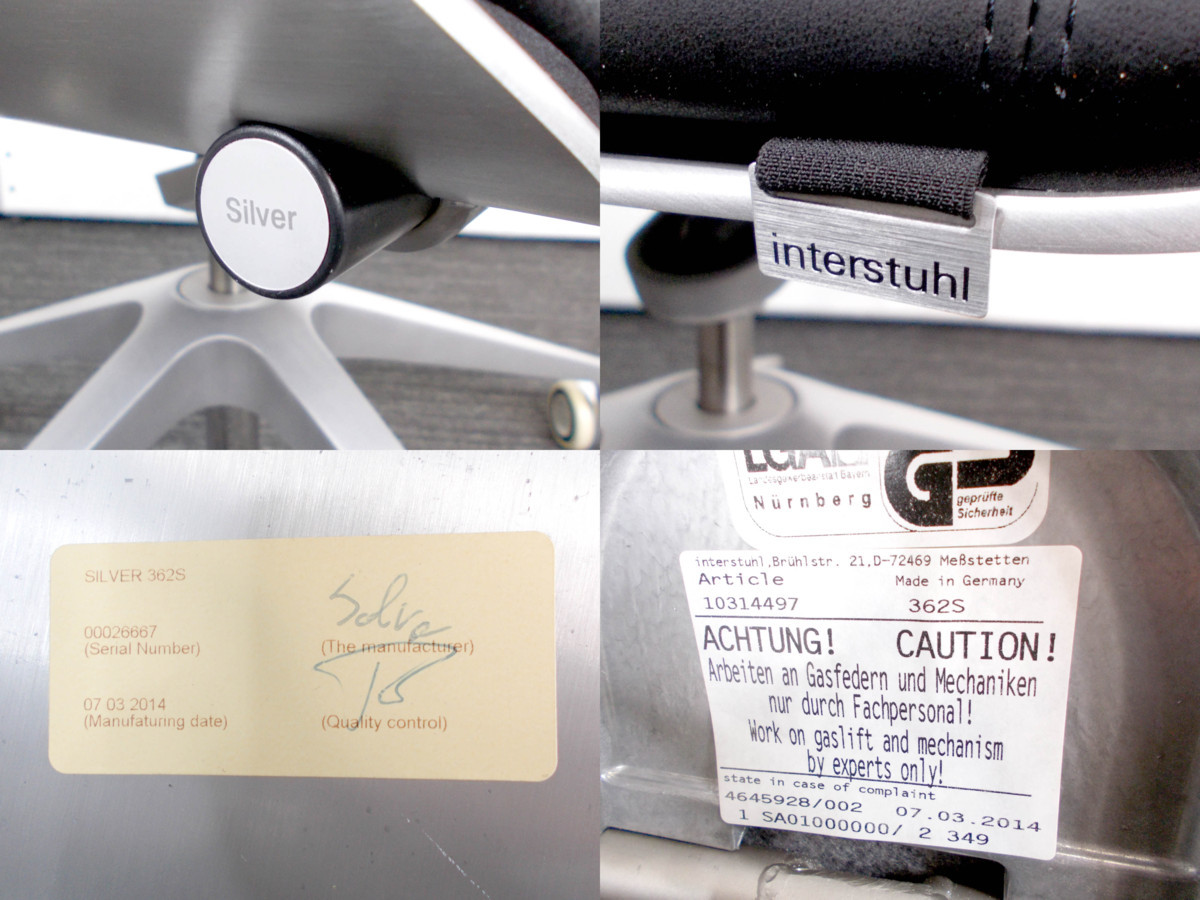 Silver
interstuhl
SILVER 362S
00026667
(Serial Number)
(The manufacturer)
07 03 2014
(Manufaturing date)
(Quality control)
LGA
Landesgewerbeanstalt Bayern
Nürnberg
geprüfte
Sicherheit
interstuhl,Brühlstr. 21,D-72469 Meßstetten
Article
Made in Germany
10314497
362S
ACHTUNG! CAUTION!
Arbeiten an Gasfedern und Mechaniken
nur durch Fachpersonal!
Work on gaslift and mechanism
by experts only!
state in case of complaint
4645928/002 07.03.2014
1 SA01000000/ 2 349